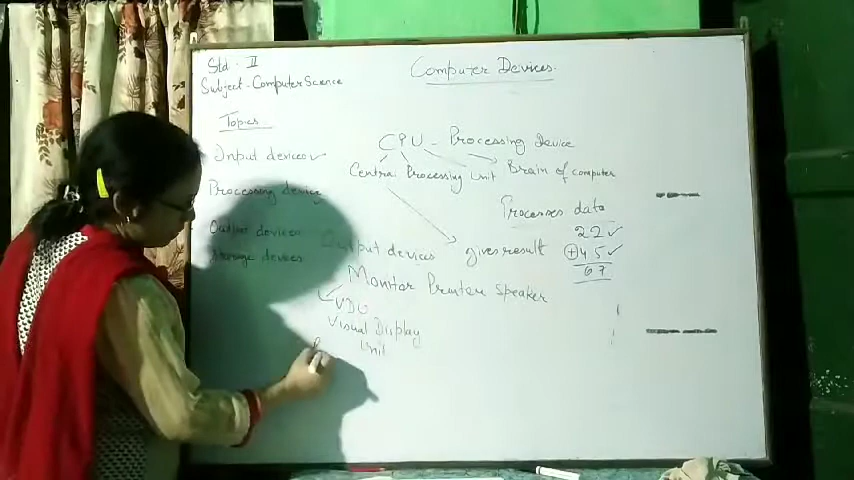 Std - II
Subject - Computer Science
Computer Devices
Topics
Input devices ✓
Processing device
Output devices
Storage devices
CPU - Processing device
Central Processing Unit
Brain of computer
Processes data
22 ✓
+45 ✓
67
Output devices gives result
Monitor Printer Speaker
VDU
Visual Display
Unit